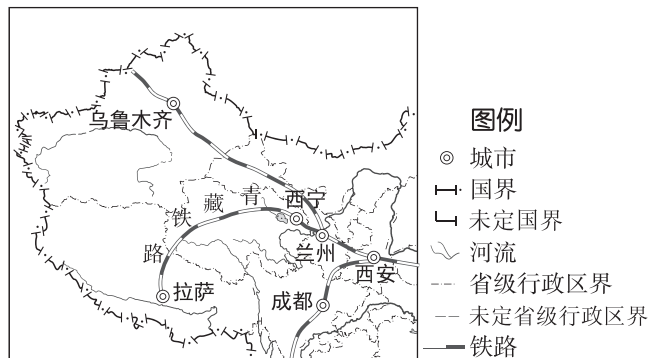 乌鲁木齐
西宁
青藏铁路
兰州
西安
拉萨
成都
图例
城市
国界
未定国界
河流
省级行政区界
未定省级行政区界
铁路